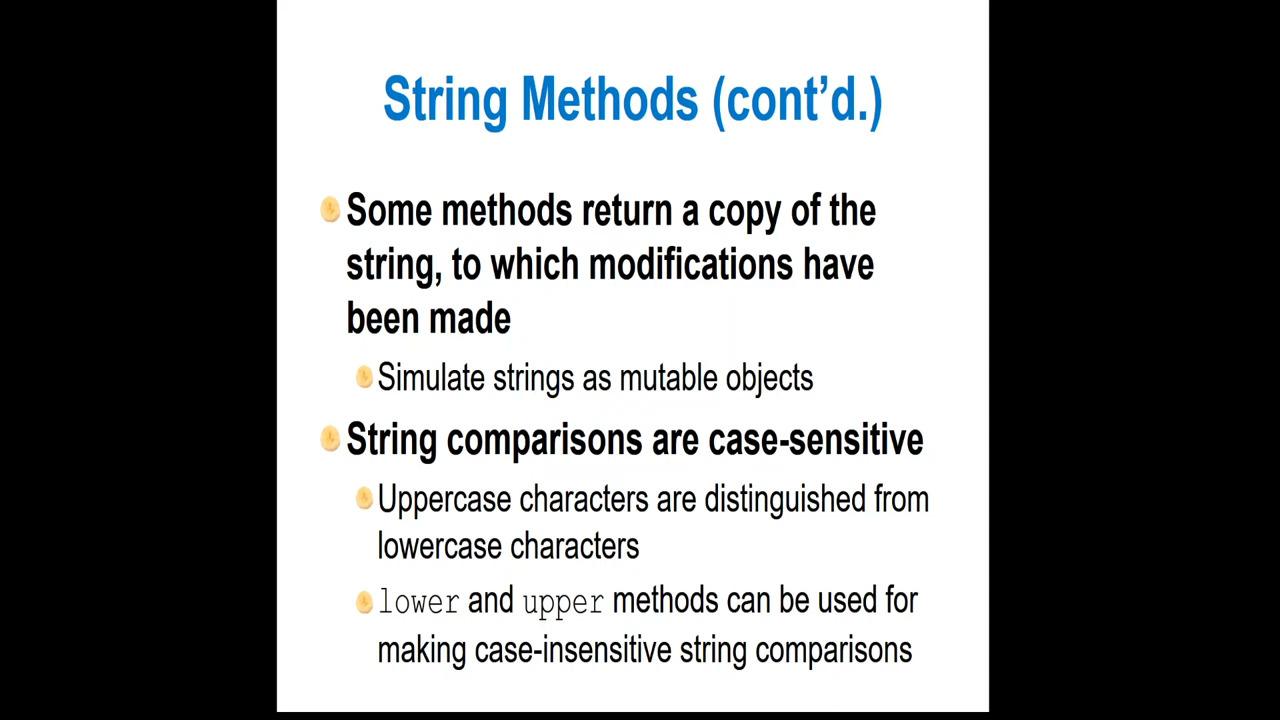 String Methods (cont’d.)
Some methods return a copy of the
string, to which modifications have
been made
Simulate strings as mutable objects
String comparisons are case-sensitive
Uppercase characters are distinguished from
lowercase characters
lower and upper methods can be used for
making case-insensitive string comparisons